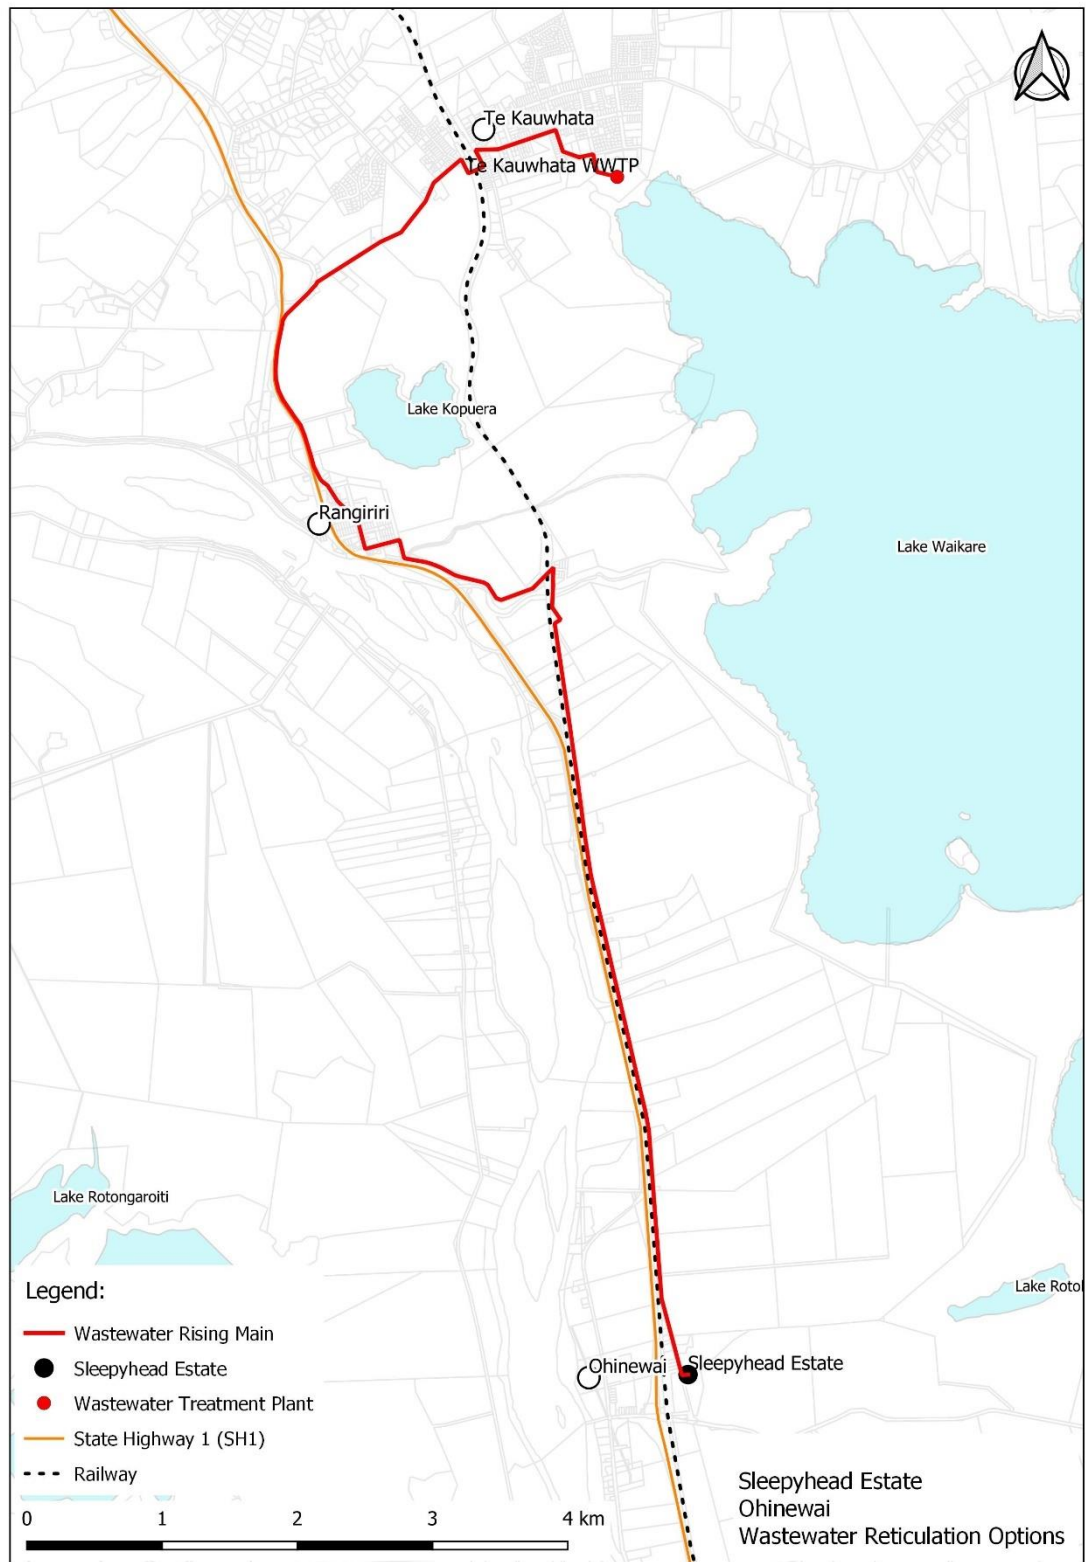 Te Kauwhata
Te Kauwhata WWTP
Lake Kopuera
Rangiriri
Lake Waikare
Lake Rotongaroiti
Lake Rotol
Ohinewai
Sleepyhead Estate
Legend:
Wastewater Rising Main
Sleepyhead Estate
Wastewater Treatment Plant
State Highway 1 (SH1)
Railway
0 1 2 3 4 km
Sleepyhead Estate
Ohinewai
Wastewater Reticulation Options